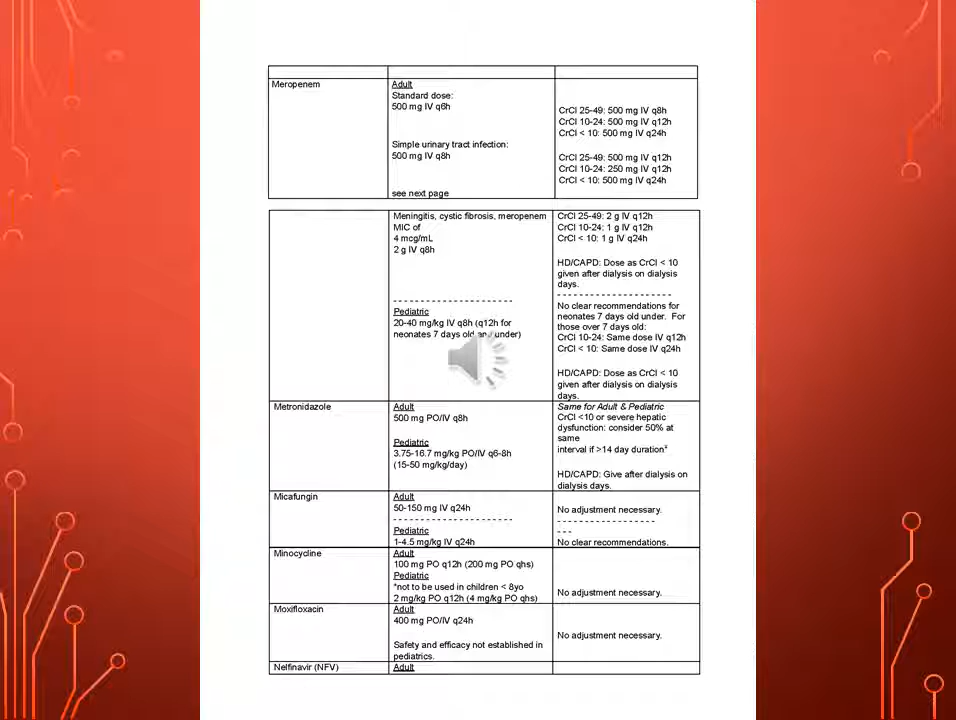 Meropenem
Adult
Standard dose:
500 mg IV q6h
Simple urinary tract infection:
500 mg IV q8h
see next page
CrCl 25-49: 500 mg IV q8h
CrCl 10-24: 500 mg IV q12h
CrCl < 10: 500 mg IV q24h
CrCl 25-49: 500 mg IV q12h
CrCl 10-24: 250 mg IV q12h
CrCl < 10: 500 mg IV q24h
Meningitis, cystic fibrosis, meropenem
MIC of
4 mcg/mL
2 g IV q8h
- - - - - - - - - - - - - - - - - - - - - -
Pediatric
20-40 mg/kg IV q8h (q12h for
neonates 7 days old and under)
CrCl 25-49: 2 g IV q12h
CrCl 10-24: 1 g IV q12h
CrCl < 10: 1 g IV q24h
HD/CAPD: Dose as CrCl < 10
given after dialysis on dialysis
days.
- - - - - - - - - - - - - - - - - - - - -
No clear recommendations for
neonates 7 days old under. For
those over 7 days old:
CrCl 10-24: Same dose IV q12h
CrCl < 10: Same dose IV q24h
HD/CAPD: Dose as CrCl < 10
given after dialysis on dialysis
days.
Metronidazole
Adult
500 mg PO/IV q8h
Pediatric
3.75-16.7 mg/kg PO/IV q6-8h
(15-50 mg/kg/day)
Same for Adult & Pediatric
CrCl <10 or severe hepatic
dysfunction: consider 50% at
same
interval if >14 day duration
HD/CAPD: Give after dialysis on
dialysis days.
Micafungin
Adult
50-150 mg IV q24h
- - - - - - - - - - - - - - - - - - - - - -
Pediatric
1-4.5 mg/kg IV q24h
No adjustment necessary.
- - - - - - - - - - - - - - - - - -
- - -
No clear recommendations.
Minocycline
Adult
100 mg PO q12h (200 mg PO qhs)
Pediatric
*not to be used in children < 8yo
2 mg/kg PO q12h (4 mg/kg PO qhs)
No adjustment necessary.
Moxifloxacin
Adult
400 mg PO/IV q24h
Safety and efficacy not established in
pediatrics.
No adjustment necessary.
Nelfinavir (NFV)
Adult